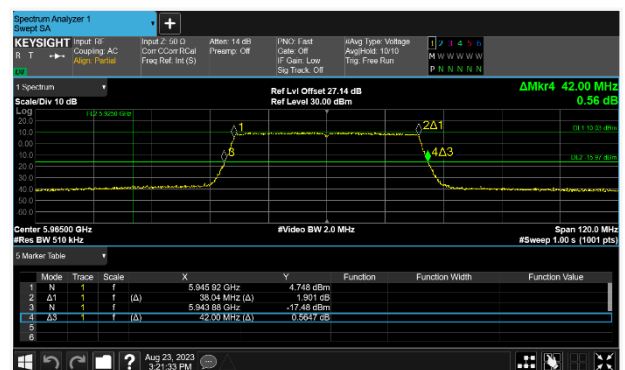 Spectrum Analyzer 1
Swept SA
+
KEYSIGHT Input: RF Input Z: 50 Ω Atten: 14 dB PNO: Fast #Avg Type: Voltage 1 2 3 4 5 6
R T Coupling: AC Corr CCorr RCal Preamp: Off Gate: Off Avg|Hold: 10/10 M W W W W W
Align: Partial Freq Ref: Int (S) IF Gain: Low Trig: Free Run
Sig Track: Off P N N N N N
1 Spectrum Ref Lvl Offset 27.14 dB ΔMkr4 42.00 MHz
Scale/Div 10 dB Ref Level 30.00 dBm 0.56 dB
Log
20.0
10.0
0.00
10.0
20.0
30.0
40.0
50.0
60.0
1
2Δ1
3
4Δ3
Center 5.96500 GHz #Video BW 2.0 MHz Span 120.0 MHz
#Res BW 510 kHz #Sweep 1.00 s (1001 pts)
5 Marker Table
Mode Trace Scale X Y Function Function Width Function Value
1 N 1 f 5.945 92 GHz 4.748 dBm
2 Δ1 1 f (Δ) 38.04 MHz (Δ) 1.901 dB
3 N 1 f 5.943 88 GHz -17.48 dBm
4 Δ3 1 f (Δ) 42.00 MHz (Δ) 0.5647 dB
5
6
? Aug 23, 2023
3:21:33 PM